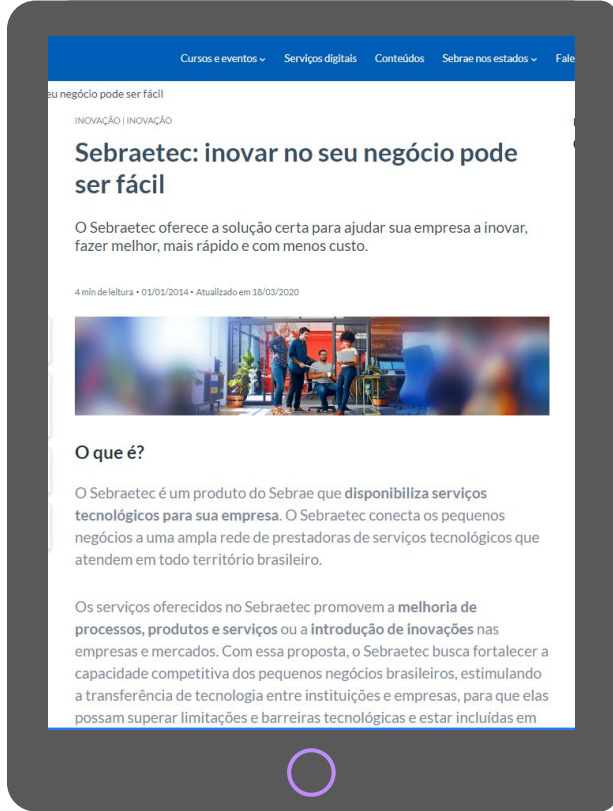 Cursos e eventos
Serviços digitais
Conteúdos
Sebrae nos estados
Fale
eu negócio pode ser fácil
INOVAÇÃO | INOVAÇÃO
Sebraetec: inovar no seu negócio pode
ser fácil
O Sebraetec oferece a solução certa para ajudar sua empresa a inovar,
fazer melhor, mais rápido e com menos custo.
4 min de leitura • 01/01/2014 • Atualizado em 18/03/2020
O que é?
O Sebraetec é um produto do Sebrae que disponibiliza serviços
tecnológicos para sua empresa. O Sebraetec conecta os pequenos
negócios a uma ampla rede de prestadoras de serviços tecnológicos que
atendem em todo território brasileiro.
Os serviços oferecidos no Sebraetec promovem a melhoria de
processos, produtos e serviços ou a introdução de inovações nas
empresas e mercados. Com essa proposta, o Sebraetec busca fortalecer a
capacidade competitiva dos pequenos negócios brasileiros, estimulando
a transferência de tecnologia entre instituições e empresas, para que elas
possam superar limitações e barreiras tecnológicas e estar incluídas em